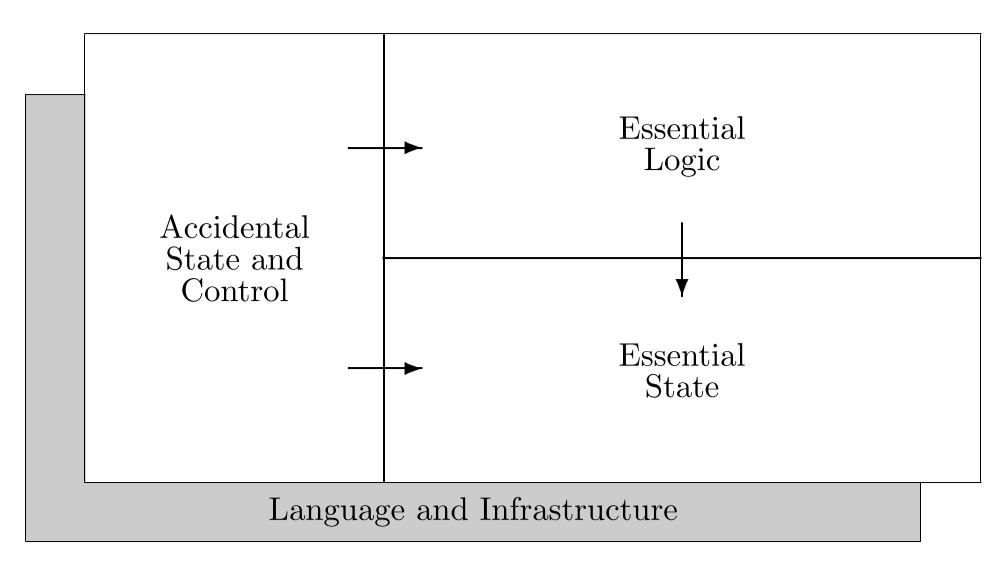 Essential
Logic
Accidental
State and
Control
Essential
State
Language and Infrastructure